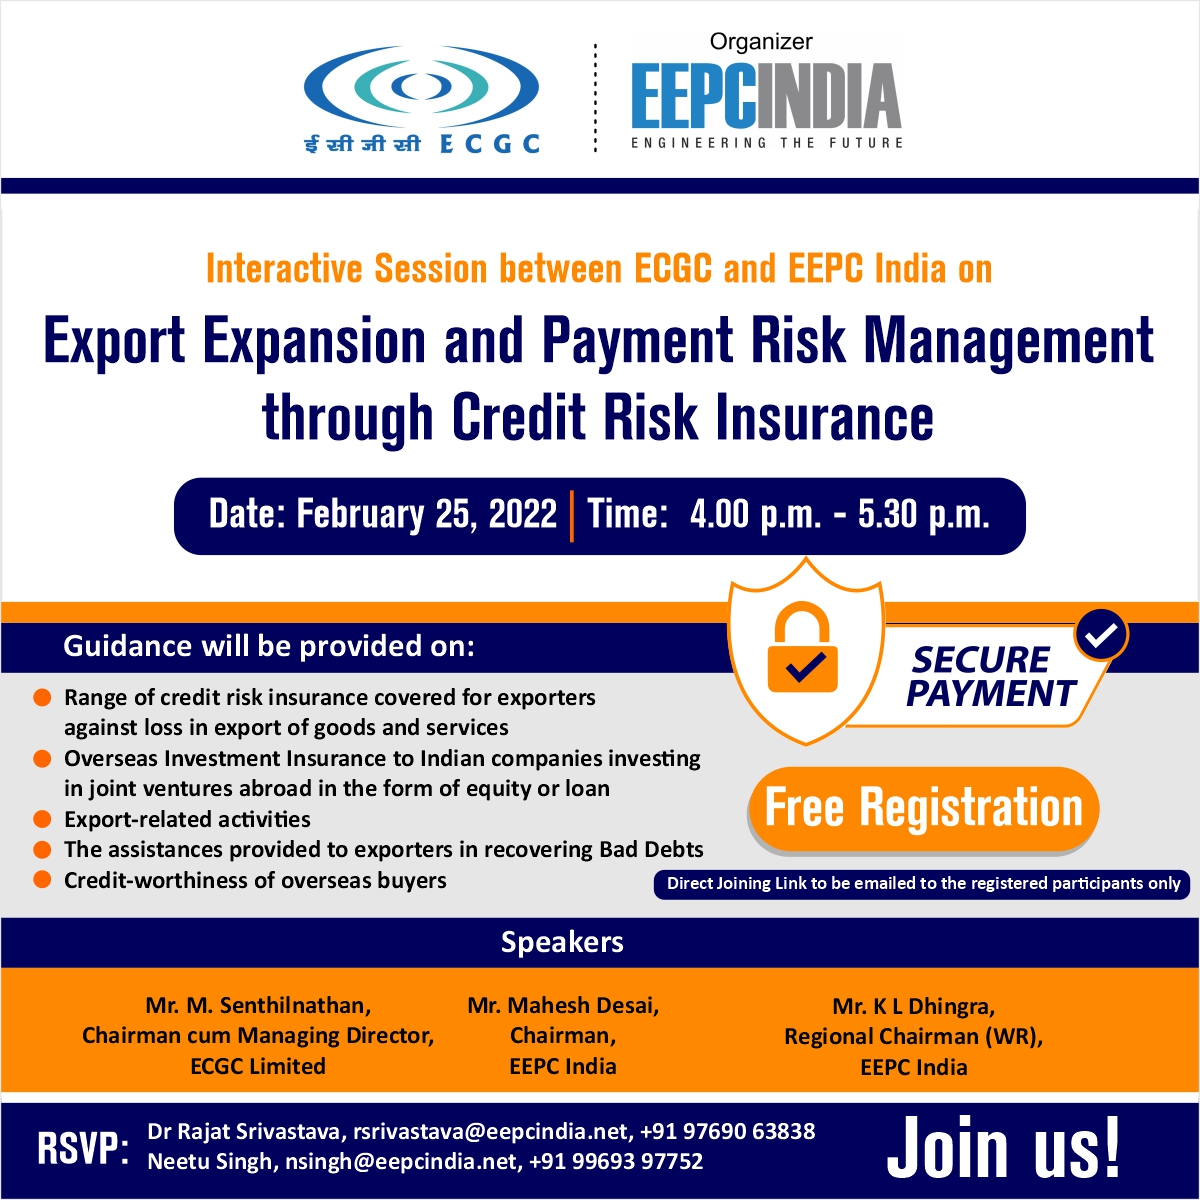 ई सी जी सी ECGC
Organizer
EEPCINDIA
ENGINEERING THE FUTURE
Interactive Session between ECGC and EEPC India on
Export Expansion and Payment Risk Management
through Credit Risk Insurance
Date: February 25, 2022 | Time: 4.00 p.m. - 5.30 p.m.
Guidance will be provided on:
Range of credit risk insurance covered for exporters
against loss in export of goods and services
Overseas Investment Insurance to Indian companies investing
in joint ventures abroad in the form of equity or loan
Export-related activities
The assistances provided to exporters in recovering Bad Debts
Credit-worthiness of overseas buyers
SECURE
PAYMENT
Free Registration
Direct Joining Link to be emailed to the registered participants only
Speakers
Mr. M. Senthilnathan,
Chairman cum Managing Director,
ECGC Limited
Mr. Mahesh Desai,
Chairman,
EEPC India
Mr. K L Dhingra,
Regional Chairman (WR),
EEPC India
RSVP:
Dr Rajat Srivastava, rsrivastava@eepcindia.net, +91 97690 63838
Neetu Singh, nsingh@eepcindia.net, +91 99693 97752
Join us!